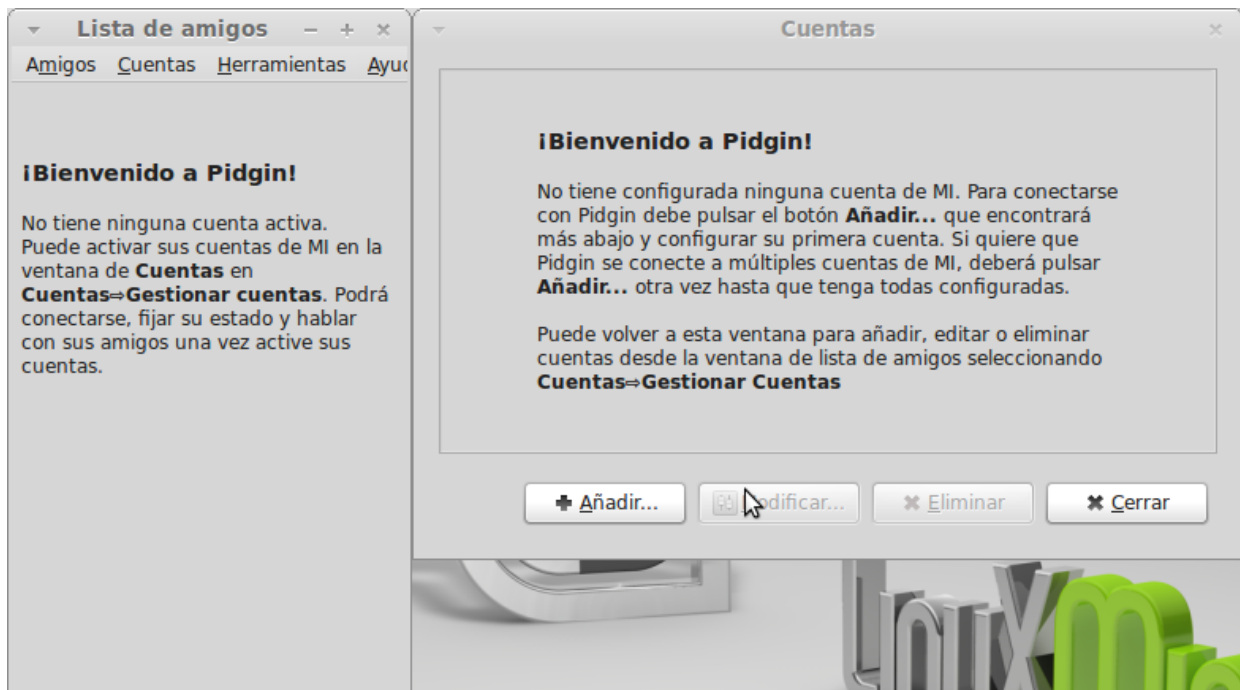 Lista de amigos
Amigos Cuentas Herramientas Ayuc
¡Bienvenido a Pidgin!
No tiene ninguna cuenta activa.
Puede activar sus cuentas de MI en la
ventana de Cuentas en
Cuentas⇨Gestionar cuentas. Podrá
conectarse, fijar su estado y hablar
con sus amigos una vez active sus
cuentas.
Cuentas
¡Bienvenido a Pidgin!
No tiene configurada ninguna cuenta de MI. Para conectarse
con Pidgin debe pulsar el botón Añadir... que encontrará
más abajo y configurar su primera cuenta. Si quiere que
Pidgin se conecte a múltiples cuentas de MI, deberá pulsar
Añadir... otra vez hasta que tenga todas configuradas.
Puede volver a esta ventana para añadir, editar o eliminar
cuentas desde la ventana de lista de amigos seleccionando
Cuentas⇨Gestionar Cuentas
Añadir... Modificar... Eliminar Cerrar
Linux